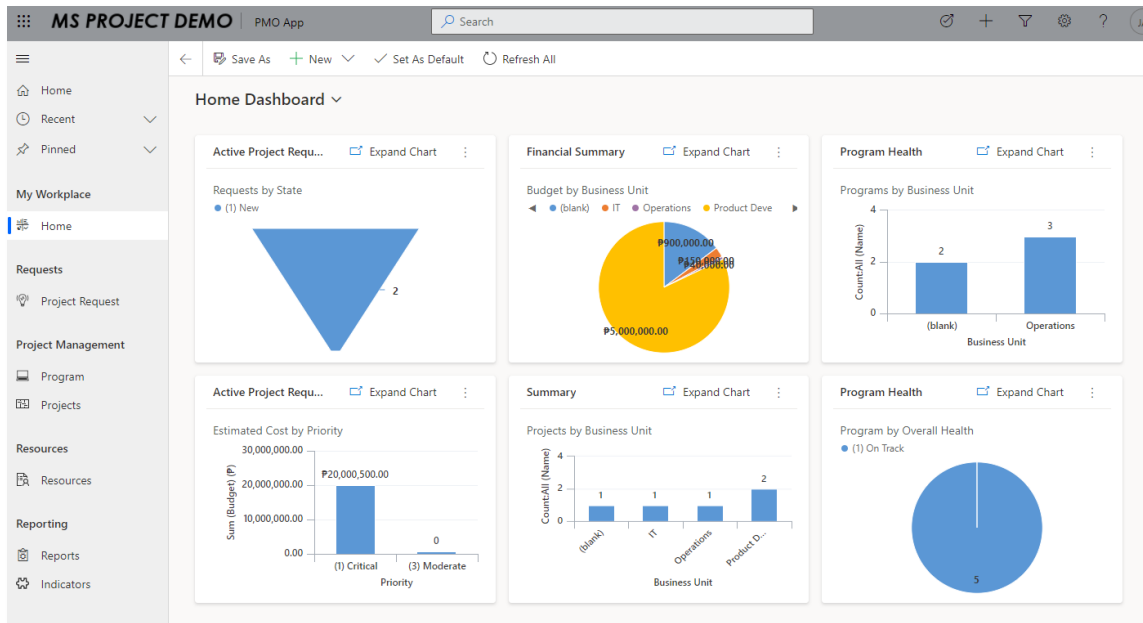 MS PROJECT DEMO
PMO App
Search
?
Save As
New
Set As Default
Refresh All
Home
Recent
Pinned
My Workplace
Home
Requests
Project Request
Project Management
Program
Projects
Resources
Resources
Reporting
Reports
Indicators
Home Dashboard
Active Project Requ...
Expand Chart
Requests by State
(1) New
2
Financial Summary
Expand Chart
Budget by Business Unit
(blank) IT Operations Product Deve
₱900,000.00
₱5,000,000.00
Program Health
Expand Chart
Programs by Business Unit
Count:All (Name)
4
2
0
2
3
(blank)
Operations
Business Unit
Active Project Requ...
Expand Chart
Estimated Cost by Priority
Sum (Budget) (₱)
30,000,000.00
20,000,000.00
10,000,000.00
0.00
₱20,000,500.00
0
(1) Critical
(3) Moderate
Priority
Summary
Expand Chart
Projects by Business Unit
Count:All (Name)
4
2
0
1
1
1
2
(blank)
IT
Operations
Product D...
Business Unit
Program Health
Expand Chart
Program by Overall Health
(1) On Track
5